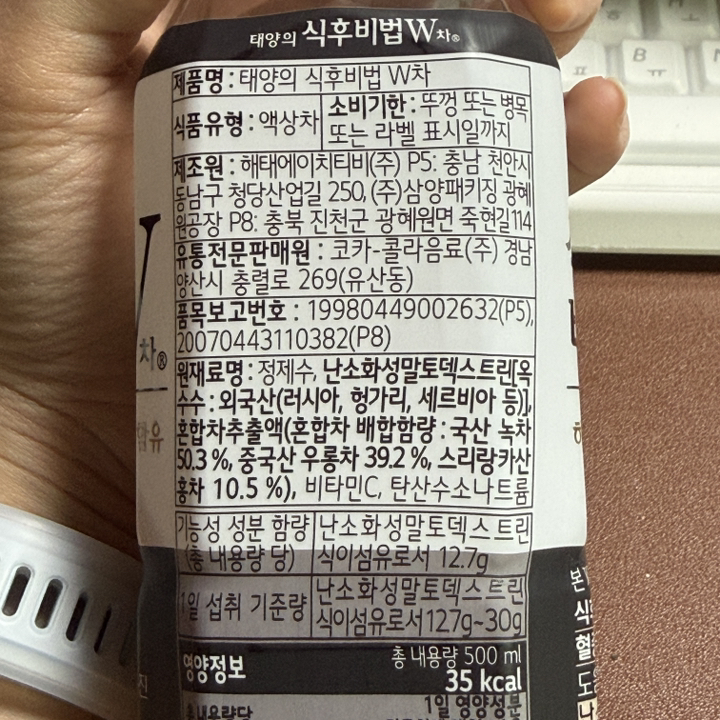 태양의 식후비법W차®
제품명 : 태양의 식후비법 W차
식품유형 : 액상차
소비기한 : 뚜껑 또는 병목
또는 라벨 표시일까지
제조원 : 해태에이치티비(주) P5: 충남 천안시
동남구 청당산업길 250, (주)삼양패키징 광혜
원공장 P8: 충북 진천군 광혜원면 죽현길114
유통전문판매원 : 코카-콜라음료(주) 경남
양산시 충렬로 269(유산동)
품목보고번호 : 19980449002632(P5),
20070443110382(P8)
원재료명 : 정제수, 난소화성말토덱스트린[옥
수수 : 외국산(러시아, 헝가리, 세르비아 등)],
혼합차추출액(혼합차 배합함량 : 국산 녹차
50.3 %, 중국산 우롱차 39.2 %, 스리랑카산
홍차 10.5 %), 비타민C, 탄산수소나트륨
기능성 성분 함량
(총 내용량 당)
난소화성말토덱스트린
식이섬유로서 12.7g
1일 섭취 기준량
난소화성말토덱스트린
식이섬유로서12.7g~30g
영양정보
총 내용량 500 ml
35 kcal
총 내용량당
1일 영양성분
차®
B
ㅠ